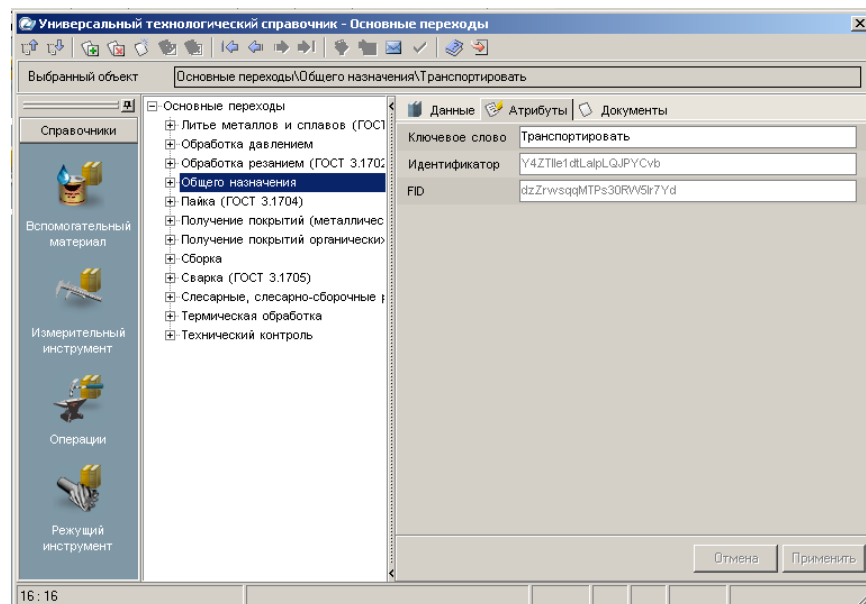 Универсальный технологический справочник - Основные переходы
Выбранный объект
Основные переходы\Общего назначения\Транспортировать
Справочники
Вспомогательный
материал
Измерительный
инструмент
Операции
Режущий
инструмент
Основные переходы
Литье металлов и сплавов (ГОСТ
Обработка давлением
Обработка резанием (ГОСТ 3.1702
Общего назначения
Пайка (ГОСТ 3.1704)
Получение покрытий (металличес
Получение покрытий органических
Сборка
Сварка (ГОСТ 3.1705)
Слесарные, слесарно-сборочные р
Термическая обработка
Технический контроль
Данные Атрибуты Документы
Ключевое слово Транспортировать
Идентификатор
FID
Отмена Применить
16 : 16